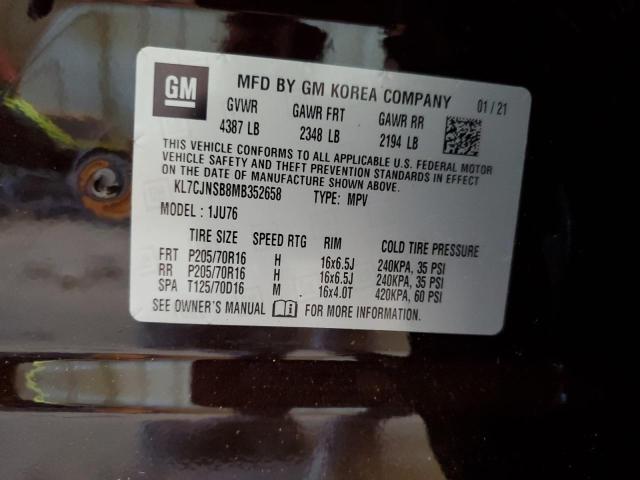 GM
MFD BY GM KOREA COMPANY 01 / 21
GVWR GAWR FRT GAWR RR
4387 LB 2348 LB 2194 LB
THIS VEHICLE CONFORMS TO ALL APPLICABLE U.S. FEDERAL MOTOR
VEHICLE SAFETY AND THEFT PREVENTION STANDARDS IN EFFECT
ON THE DATE OF MANUFACTURE SHOWN ABOVE.
KL7CJNSB8MB352658 TYPE: MPV
MODEL : 1JU76
TIRE SIZE SPEED RTG RIM COLD TIRE PRESSURE
FRT P205/70R16 H 16x6.5J 240KPA, 35 PSI
RR P205/70R16 H 16x6.5J 240KPA, 35 PSI
SPA T125/70D16 M 16x4.0T 420KPA, 60 PSI
SEE OWNER'S MANUAL FOR MORE INFORMATION.